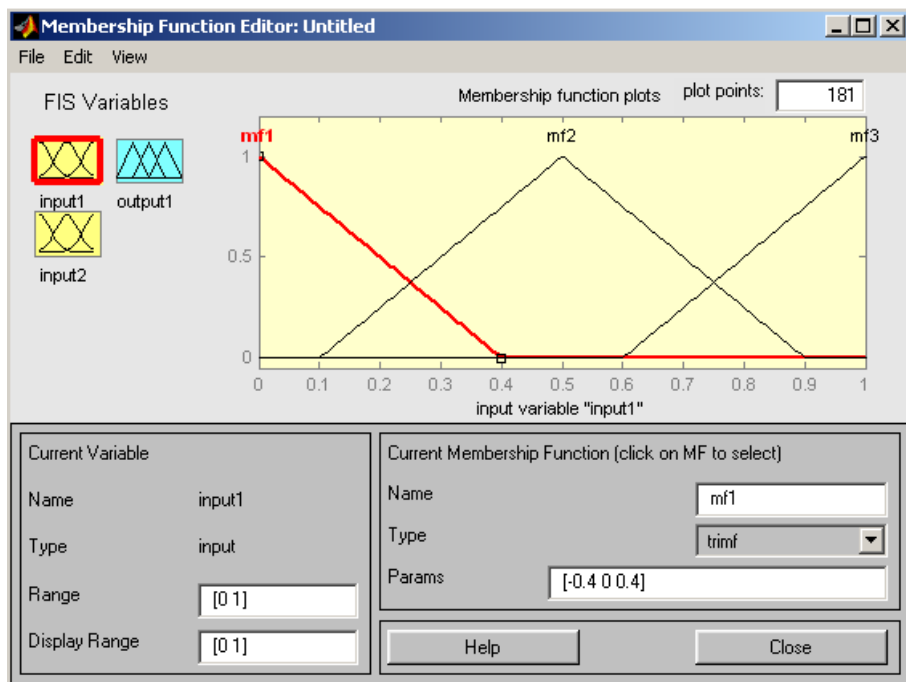 Membership Function Editor: Untitled
File Edit View
FIS Variables
Membership function plots plot points: 181
mf1 mf2 mf3
input1 output1
input2
1
0.5
0
0 0.1 0.2 0.3 0.4 0.5 0.6 0.7 0.8 0.9 1
input variable "input1"
Current Variable
Name input1
Type input
Range [0 1]
Display Range [0 1]
Current Membership Function (click on MF to select)
Name mf1
Type trimf
Params [-0.4 0 0.4]
Help Close